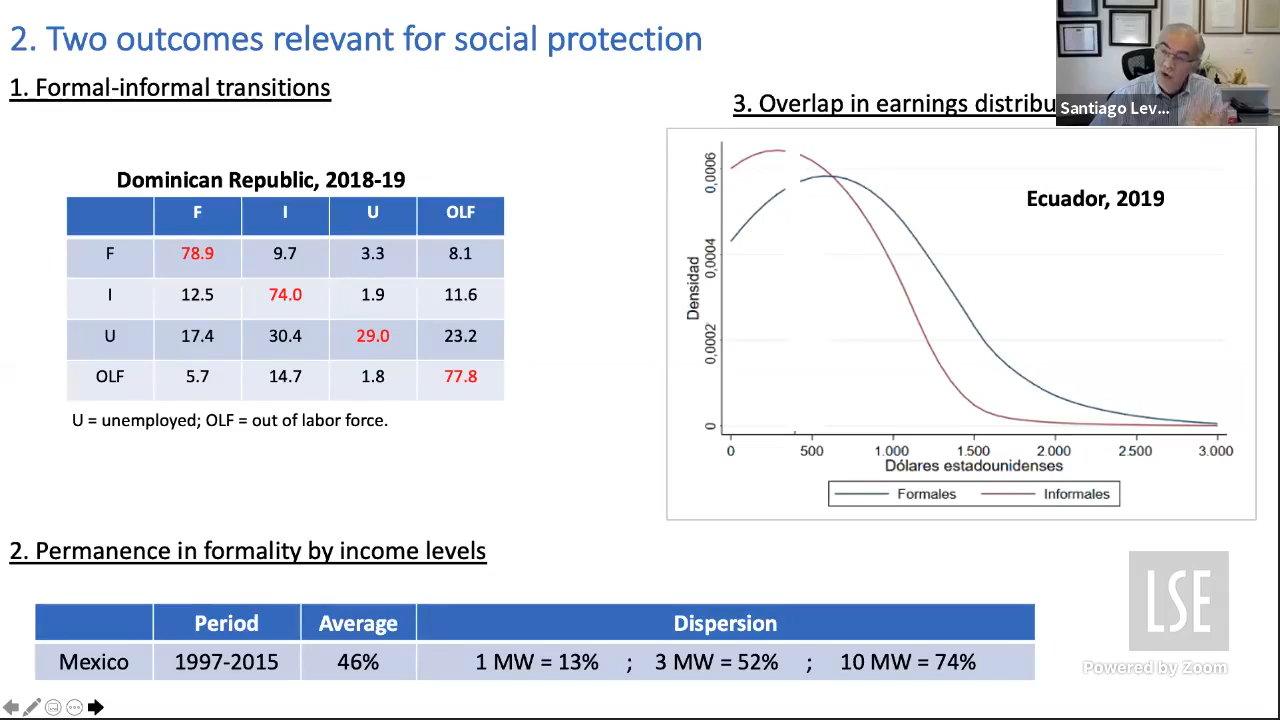 2. Two outcomes relevant for social protection
1. Formal-informal transitions
Dominican Republic, 2018-19
F I U OLF
F 78.9 9.7 3.3 8.1
I 12.5 74.0 1.9 11.6
U 17.4 30.4 29.0 23.2
OLF 5.7 14.7 1.8 77.8
U = unemployed; OLF = out of labor force.
3. Overlap in earnings distribu
Santiago Lev...
Ecuador, 2019
Densidad
0,0006
0,0004
0,0002
0
0 500 1.000 1.500 2.000 2.500 3.000
Dólares estadounidenses
Formales Informales
2. Permanence in formality by income levels
Period Average Dispersion
Mexico 1997-2015 46% 1 MW = 13% ; 3 MW = 52% ; 10 MW = 74%
LSE
Powered by Zoom